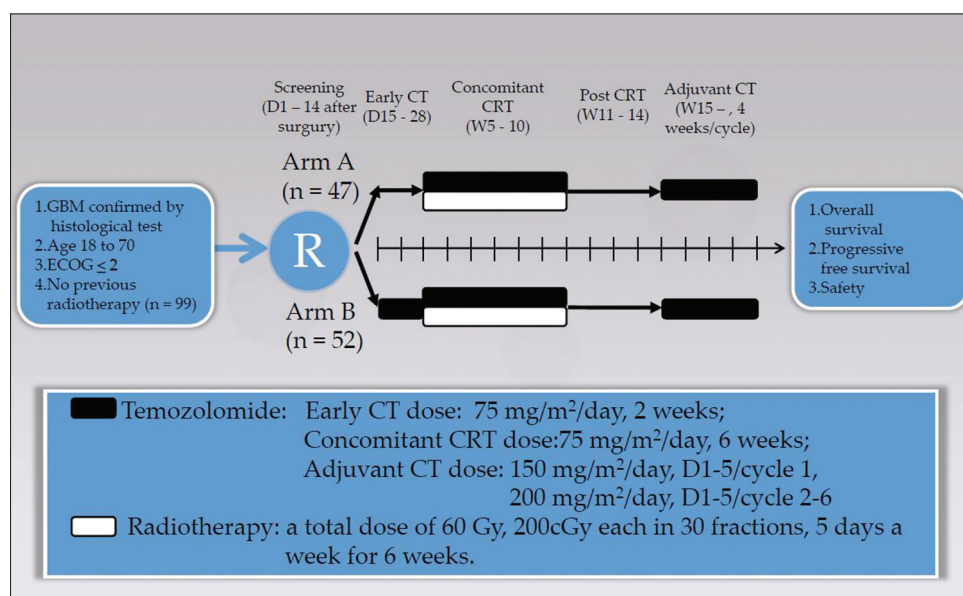 Screening
(D1 – 14 after
surgery)
Early CT
(D15 - 28)
Concomitant
CRT
(W5 - 10)
Post CRT
(W11 - 14)
Adjuvant CT
(W15 – , 4
weeks/cycle)
Arm A
(n = 47)
1.GBM confirmed by
histological test
2.Age 18 to 70
3.ECOG ≤ 2
4.No previous
radiotherapy (n = 99)
R
1.Overall
survival
2.Progressive
free survival
3.Safety
Arm B
(n = 52)
Temozolomide: Early CT dose: 75 mg/m²/day, 2 weeks;
Concomitant CRT dose:75 mg/m²/day, 6 weeks;
Adjuvant CT dose: 150 mg/m²/day, D1-5/cycle 1,
200 mg/m²/day, D1-5/cycle 2-6
Radiotherapy: a total dose of 60 Gy, 200cGy each in 30 fractions, 5 days a
week for 6 weeks.